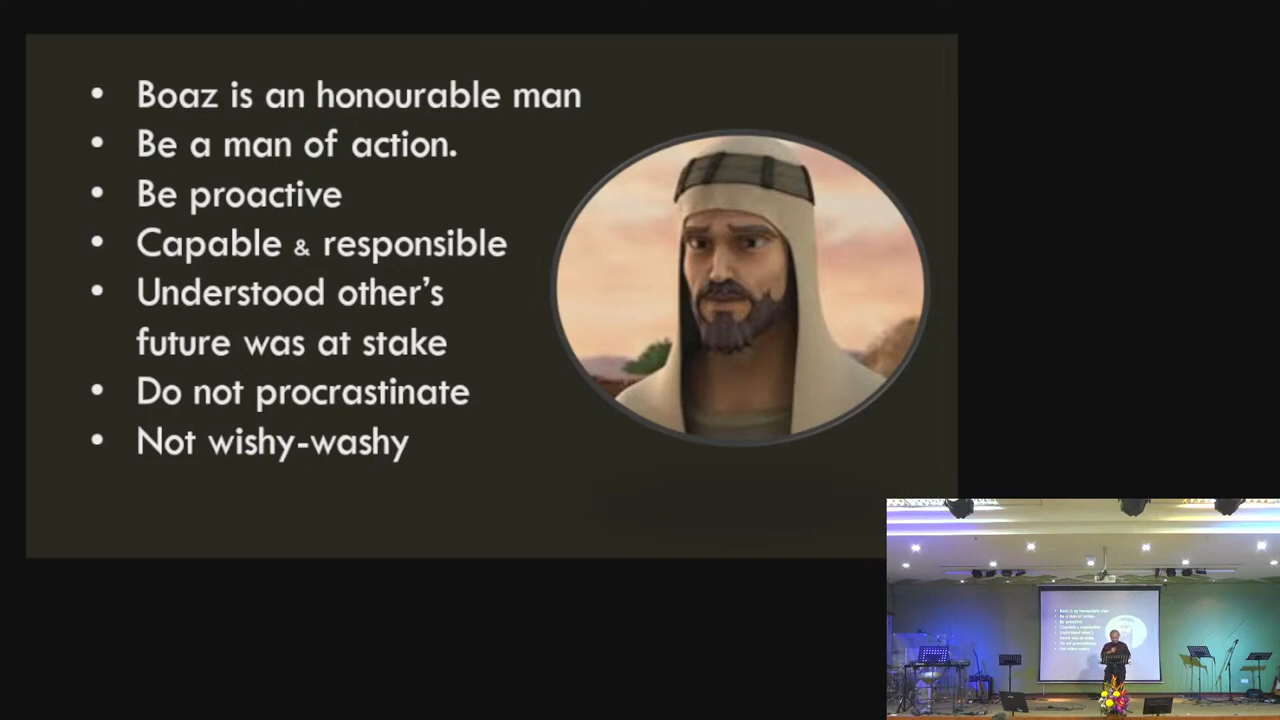 • Boaz is an honourable man
• Be a man of action.
• Be proactive
• Capable & responsible
• Understood other’s
future was at stake
• Do not procrastinate
• Not wishy-washy